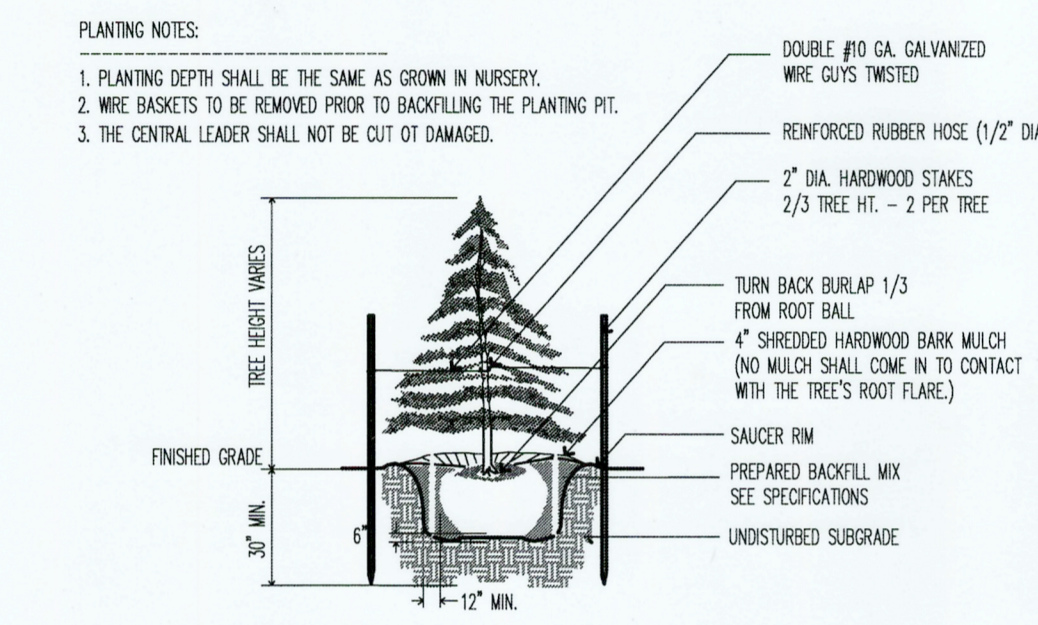 PLANTING NOTES:
1. PLANTING DEPTH SHALL BE THE SAME AS GROWN IN NURSERY.
2. WIRE BASKETS TO BE REMOVED PRIOR TO BACKFILLING THE PLANTING PIT.
3. THE CENTRAL LEADER SHALL NOT BE CUT OT DAMAGED.
DOUBLE #10 GA. GALVANIZED
WIRE GUYS TWISTED
REINFORCED RUBBER HOSE (1/2" DIA
2" DIA. HARDWOOD STAKES
2/3 TREE HT. - 2 PER TREE
TURN BACK BURLAP 1/3
FROM ROOT BALL
4" SHREDDED HARDWOOD BARK MULCH
(NO MULCH SHALL COME IN TO CONTACT
WITH THE TREE'S ROOT FLARE.)
SAUCER RIM
PREPARED BACKFILL MIX
SEE SPECIFICATIONS
UNDISTURBED SUBGRADE
TREE HEIGHT VARIES
FINISHED GRADE
30" MIN.
6"
12" MIN.